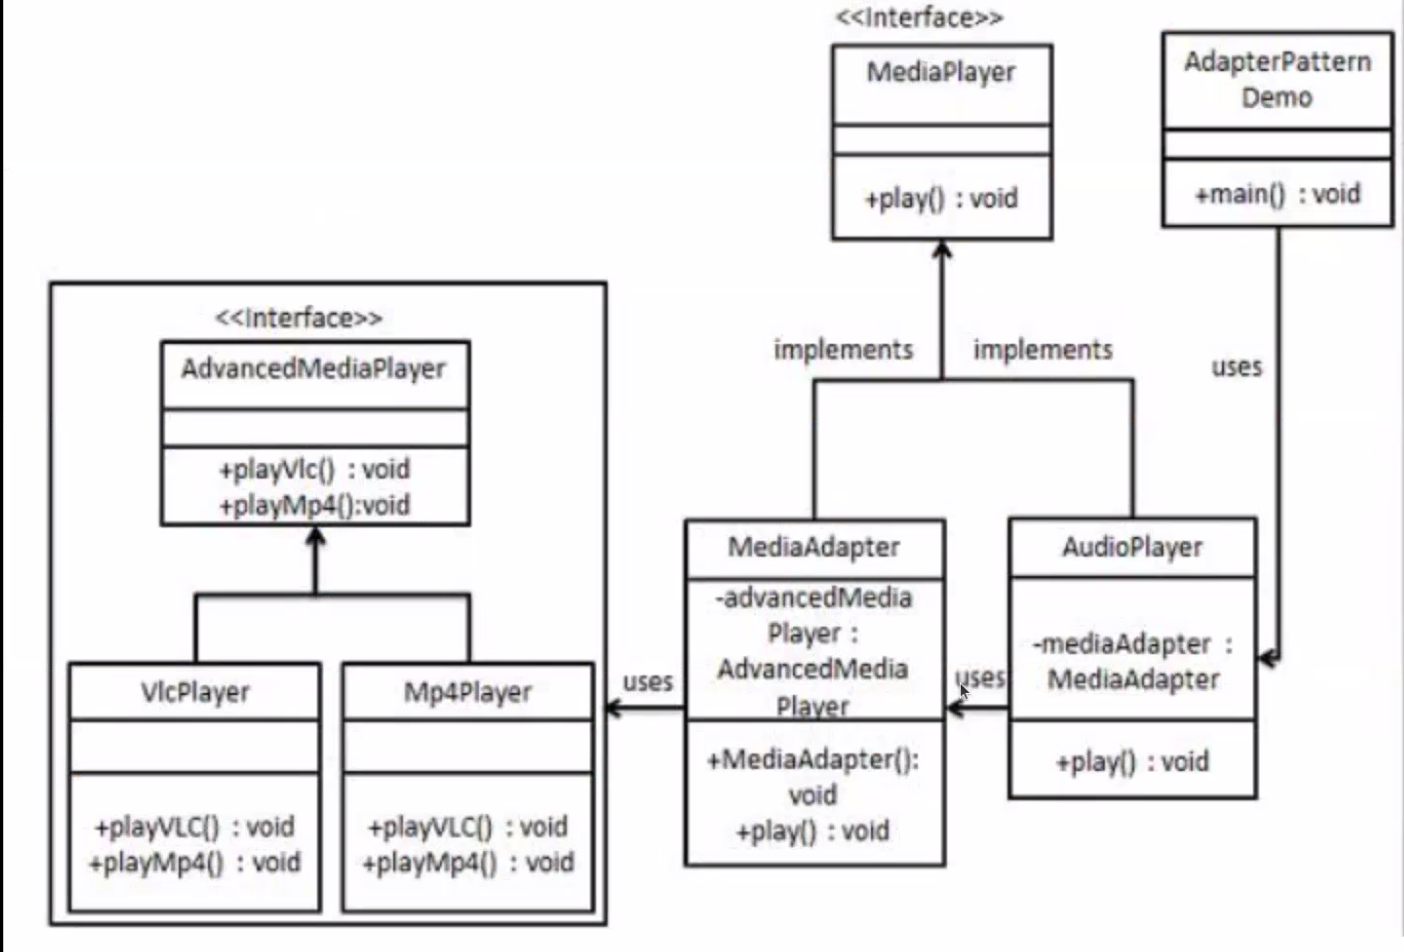 <<Interface>>
MediaPlayer
+play() : void
AdapterPattern
Demo
+main() : void
implements
implements
uses
<<Interface>>
AdvancedMediaPlayer
+playVlc() : void
+playMp4():void
VlcPlayer
+playVLC() : void
+playMp4() : void
Mp4Player
+playVLC() : void
+playMp4() : void
uses
MediaAdapter
-advancedMedia
Player :
AdvancedMedia
Player
+MediaAdapter():
void
+play() : void
uses
AudioPlayer
-mediaAdapter :
MediaAdapter
+play() : void